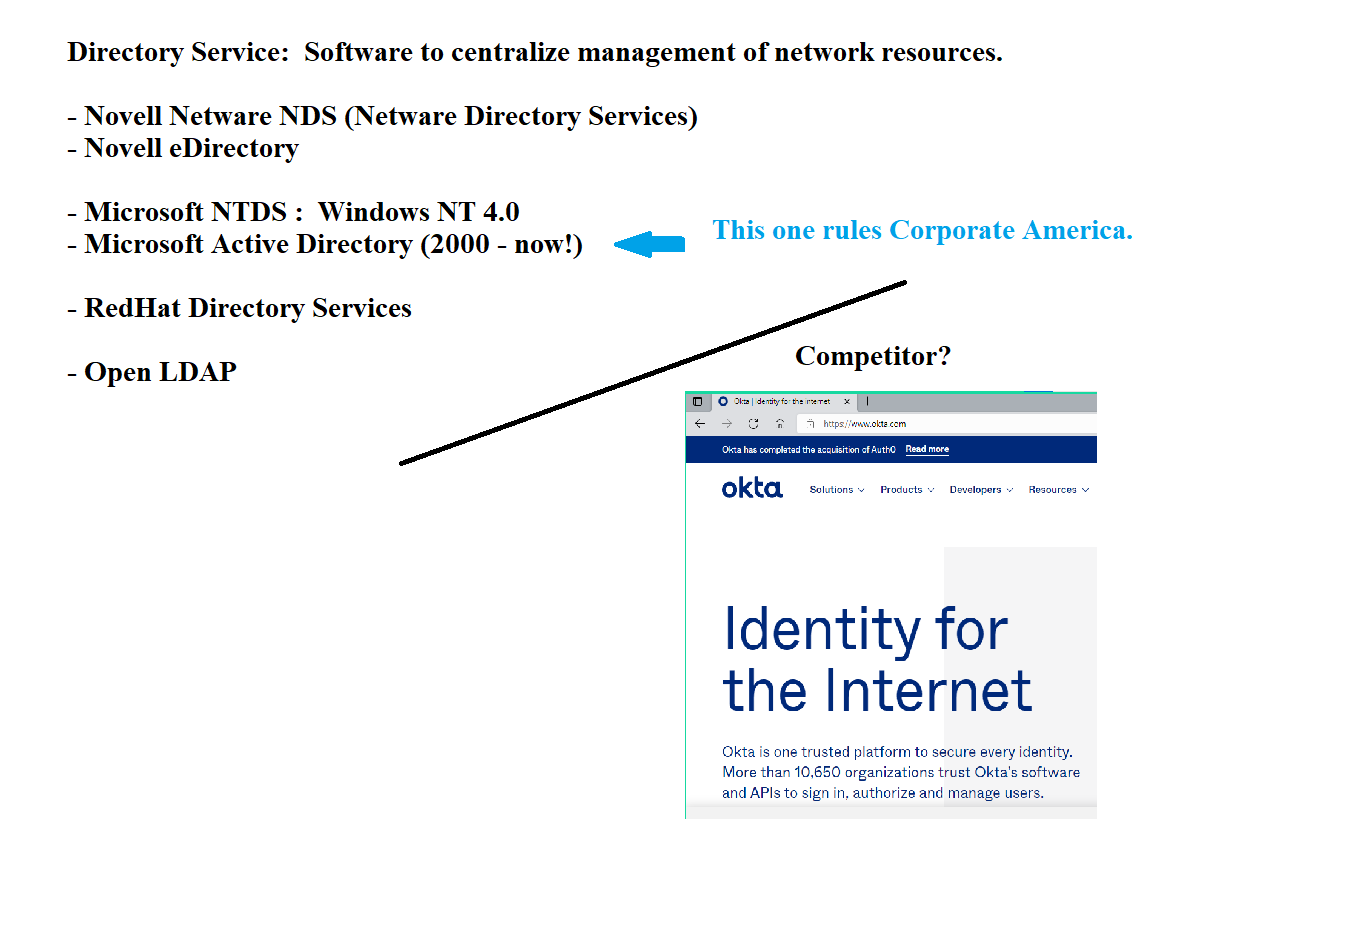 Directory Service:  Software to centralize management of network resources.
- Novell Netware NDS (Netware Directory Services)
- Novell eDirectory
- Microsoft NTDS :  Windows NT 4.0
- Microsoft Active Directory (2000 - now!)
This one rules Corporate America.
- RedHat Directory Services
- Open LDAP
Competitor?
Okta | Identity for the Internet
https://www.okta.com
Okta has completed the acquisition of Auth0 Read more
okta Solutions Products Developers Resources
Identity for
the Internet
Okta is one trusted platform to secure every identity.
More than 10,650 organizations trust Okta's software
and APIs to sign in, authorize and manage users.